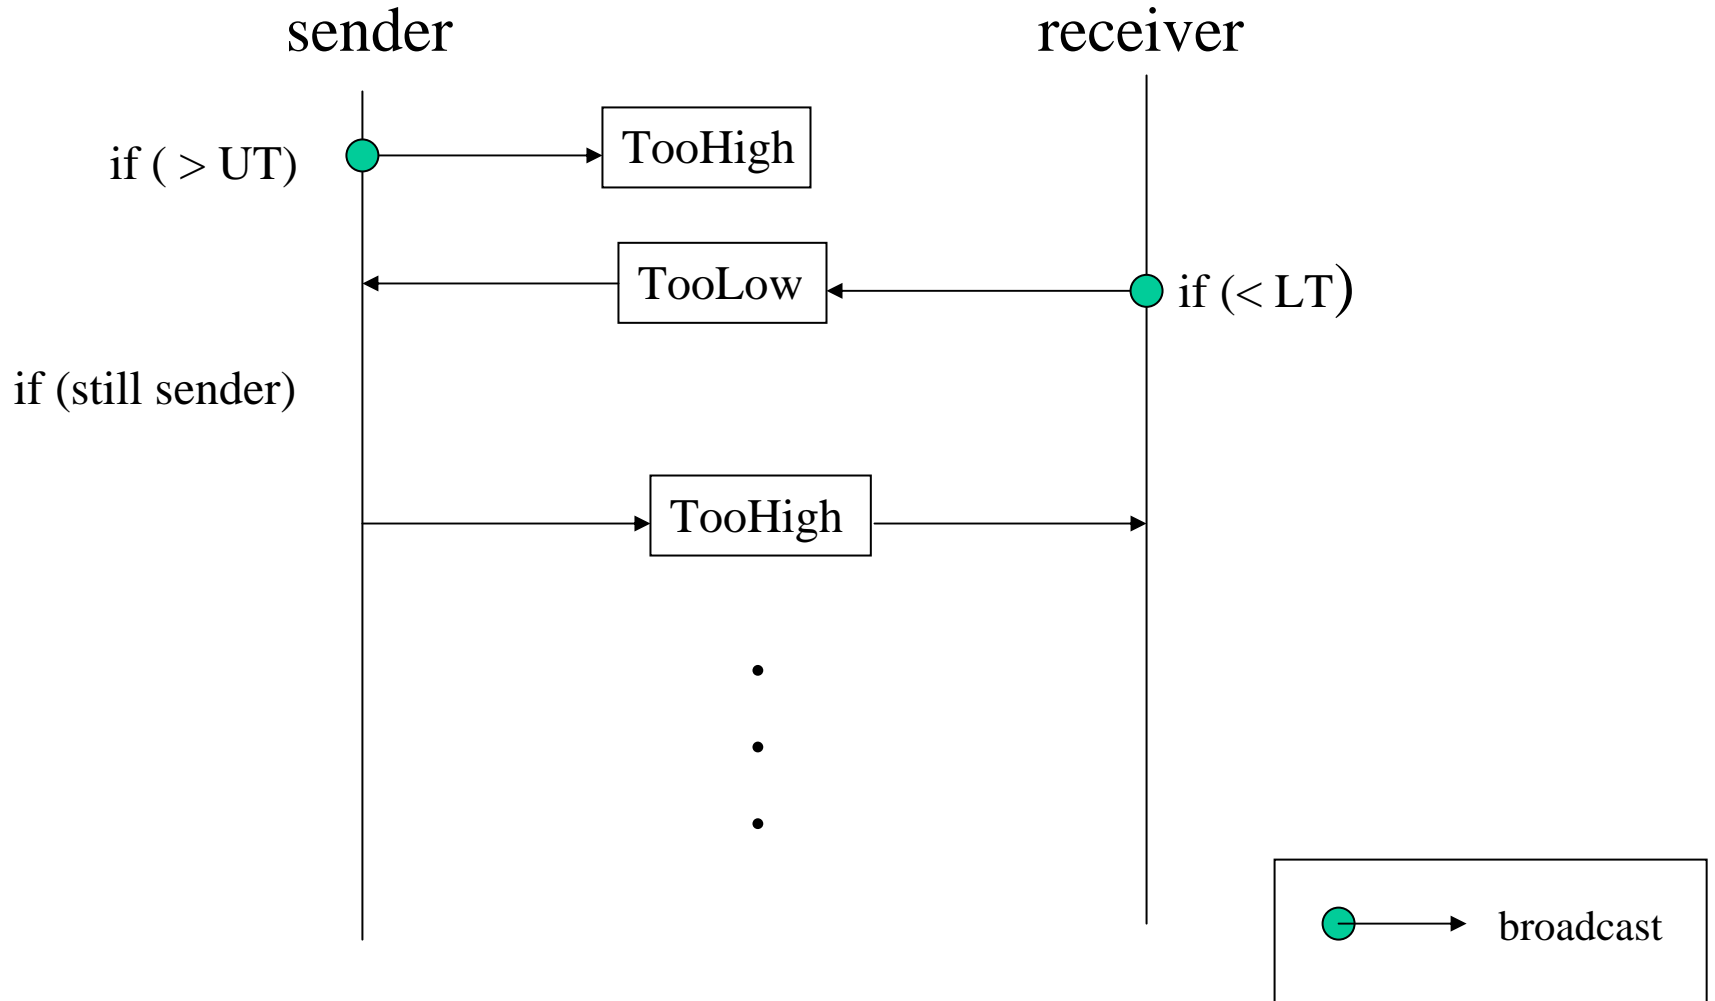 sender
receiver
if ( > UT)
TooHigh
TooLow
if (< LT)
if (still sender)
TooHigh
broadcast